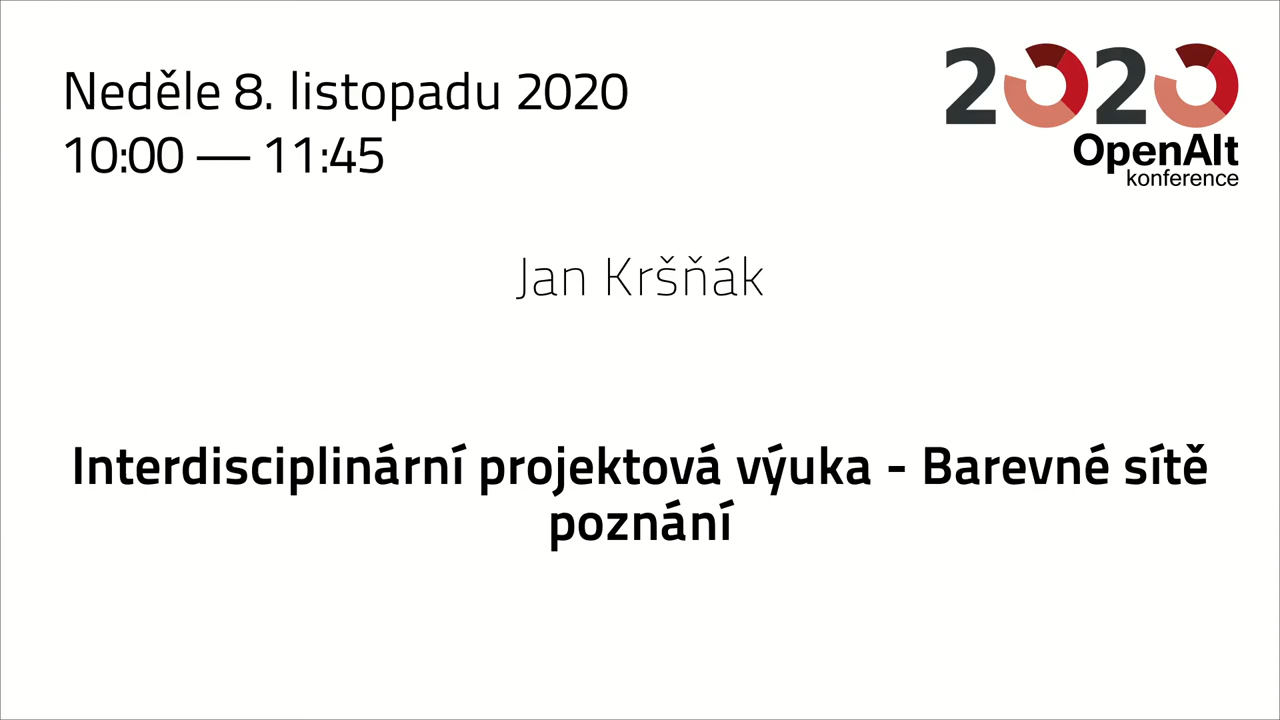 Neděle 8. listopadu 2020
10:00 — 11:45
2020
OpenAlt
konference
Jan Kršňák
Interdisciplinární projektová výuka - Barevné sítě
poznání